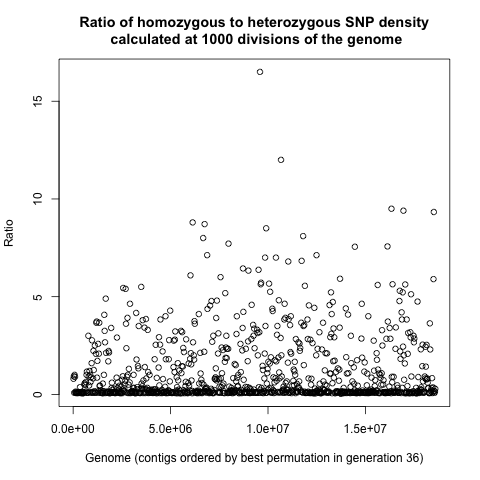 Ratio of homozygous to heterozygous SNP density
calculated at 1000 divisions of the genome
Ratio
15
10
5
0
0.0e+00 5.0e+06 1.0e+07 1.5e+07
Genome (contigs ordered by best permutation in generation 36)